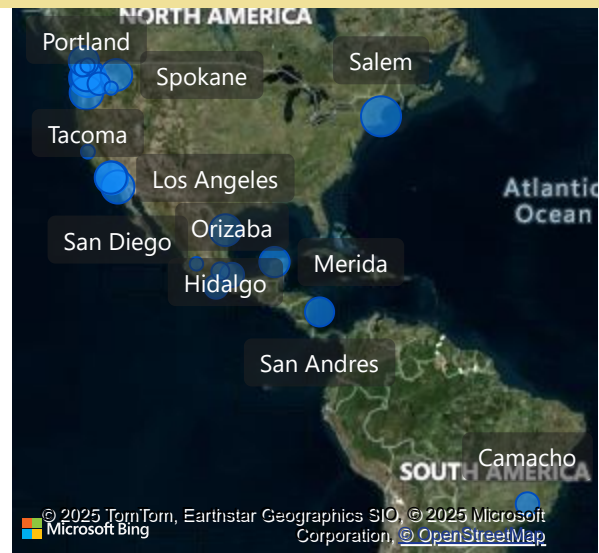 NORTH AMERICA
Portland
Salem
Spokane
Tacoma
Los Angeles
Atlantic
Ocean
Orizaba
San Diego
Merida
Hidalgo
San Andres
Camacho
SOUTH AMERICA
© 2025 TomTom, Earthstar Geographics SIO, © 2025 Microsoft
Corporation, © OpenStreetMap
Microsoft Bing